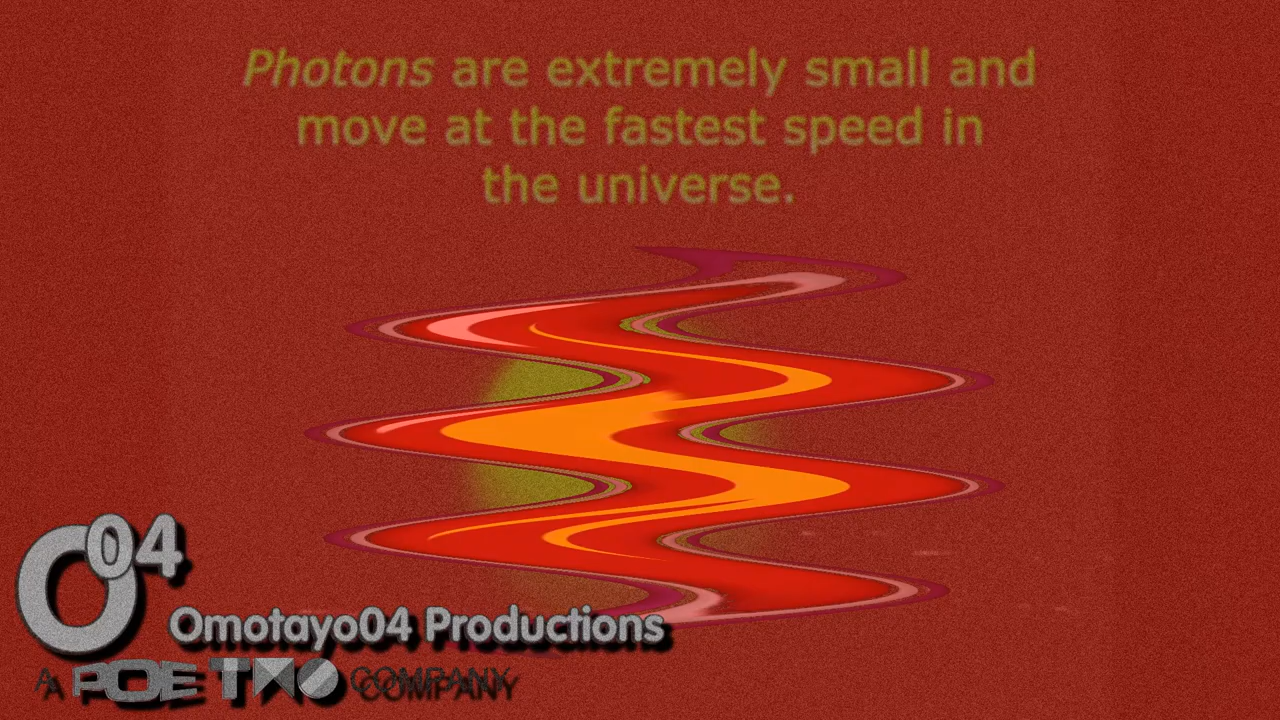 Photons are extremely small and
move at the fastest speed in
the universe.
O04
Omotayo04 Productions
A POE TWO COMPANY